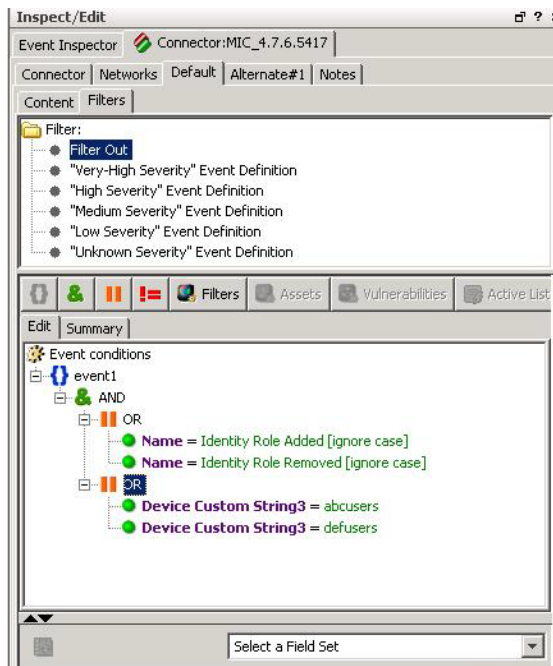 Inspect/Edit
?
Event Inspector Connector:MIC_4.7.6.5417
Connector Networks Default Alternate#1 Notes
Content Filters
Filter:
Filter Out
"Very-High Severity" Event Definition
"High Severity" Event Definition
"Medium Severity" Event Definition
"Low Severity" Event Definition
"Unknown Severity" Event Definition
{} & != Filters Assets Vulnerabilities Active List
Edit Summary
Event conditions
{} event1
& AND
OR
Name = Identity Role Added [ignore case]
Name = Identity Role Removed [ignore case]
OR
Device Custom String3 = abcusers
Device Custom String3 = defusers
Select a Field Set